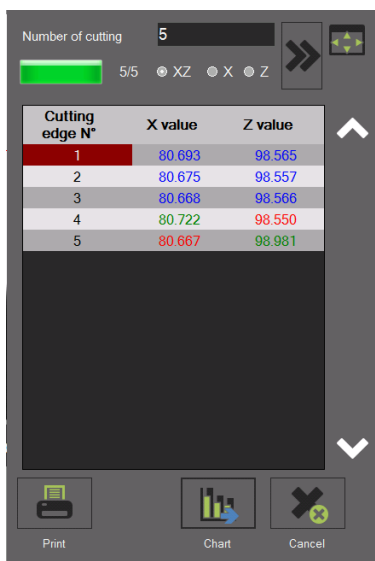 Number of cutting 5
5/5 XZ X Z
Cutting edge N° X value Z value
1 80.693 98.565
2 80.675 98.557
3 80.668 98.566
4 80.722 98.550
5 80.667 98.981
Print Chart Cancel